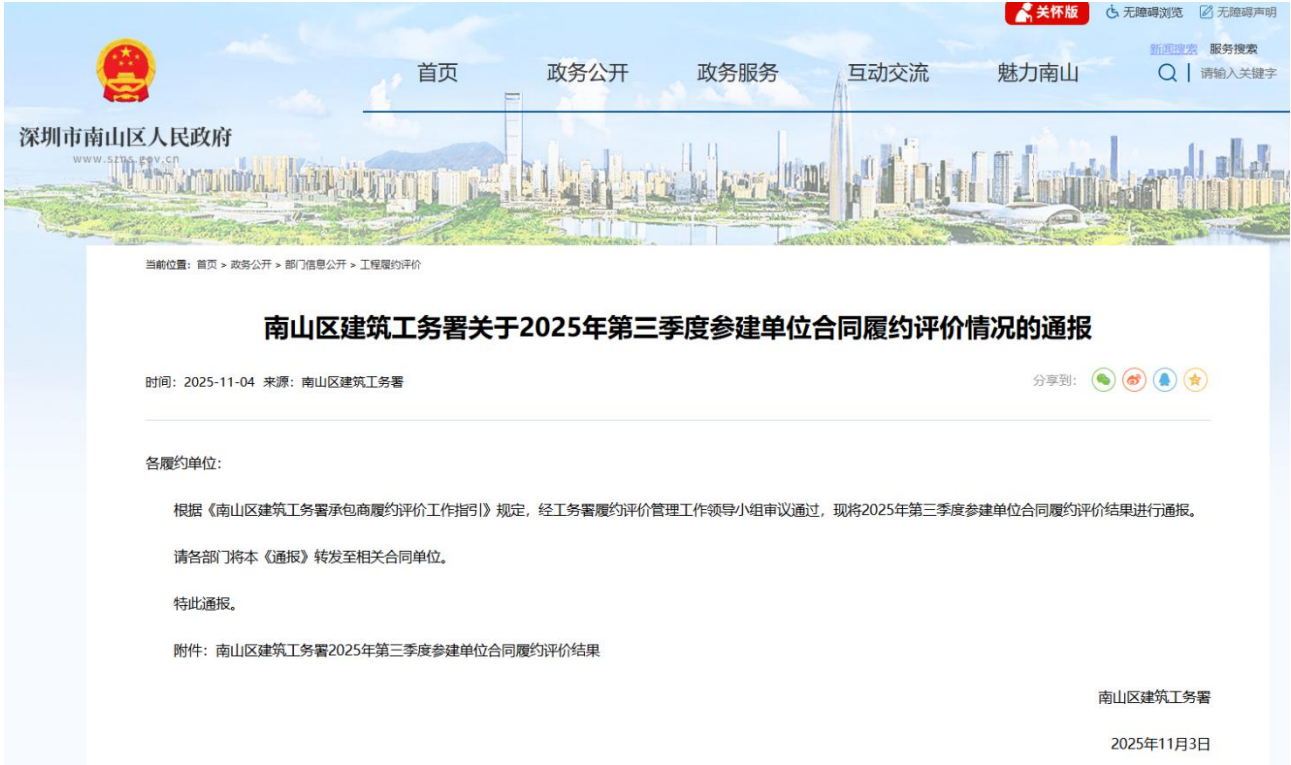 关怀版 无障碍浏览 无障碍声明
新闻搜索 服务搜索
首页 政务公开 政务服务 互动交流 魅力南山 请输入关键字
深圳市南山区人民政府
www.szns.gov.cn
当前位置：首页 > 政务公开 > 部门信息公开 > 工程履约评价
南山区建筑工务署关于2025年第三季度参建单位合同履约评价情况的通报
时间：2025-11-04 来源：南山区建筑工务署 分享到：
各履约单位：
根据《南山区建筑工务署承包商履约评价工作指引》规定，经工务署履约评价管理工作领导小组审议通过，现将2025年第三季度参建单位合同履约评价结果进行通报。
请各部门将本《通报》转发至相关合同单位。
特此通报。
附件：南山区建筑工务署2025年第三季度参建单位合同履约评价结果
南山区建筑工务署
2025年11月3日